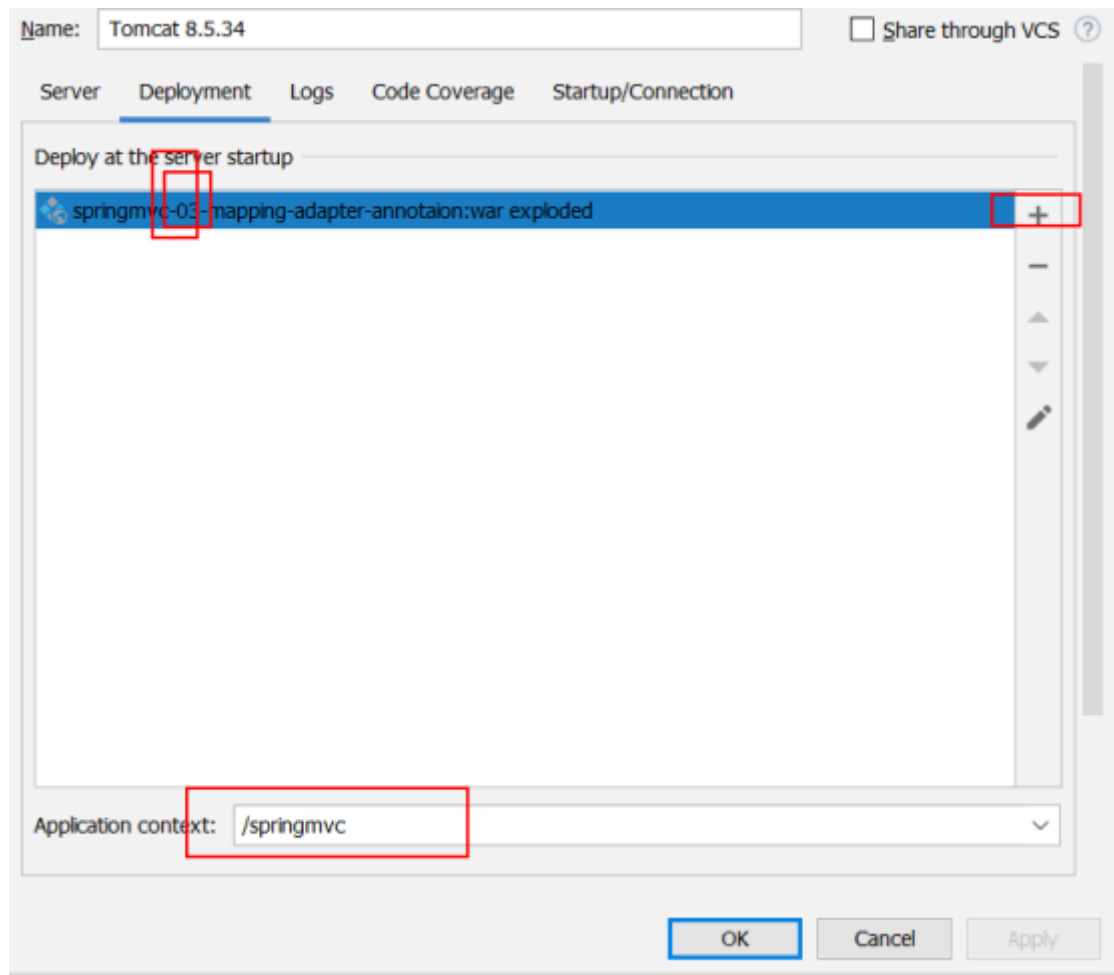 Name: Tomcat 8.5.34 Share through VCS ?
Server Deployment Logs Code Coverage Startup/Connection
Deploy at the server startup
springmvc-03-mapping-adapter-annotaion:war exploded
Application context: /springmvc
OK Cancel Apply